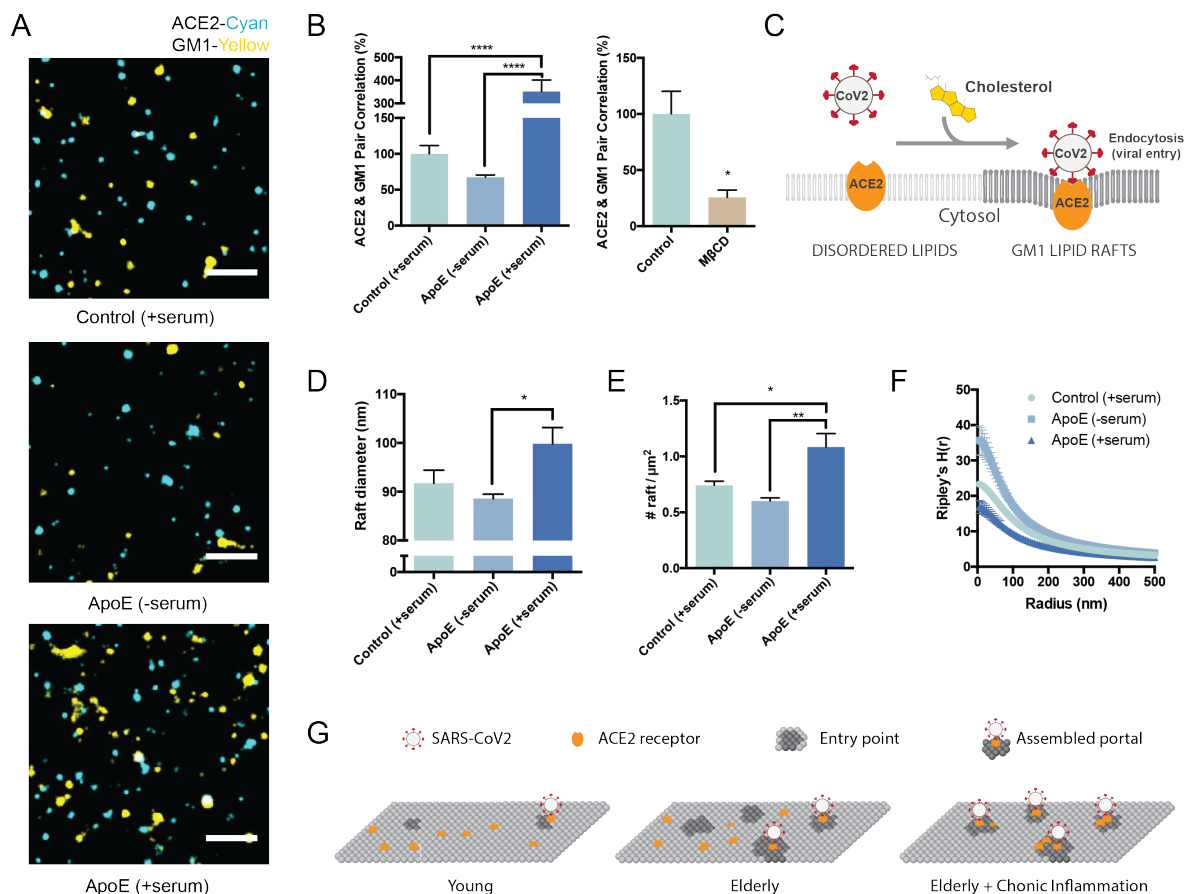 A
ACE2-Cyan
GM1-Yellow
Control (+serum)
ApoE (-serum)
ApoE (+serum)
B
ACE2 & GM1 Pair Correlation (%)
500
400
300
150
100
50
0
****
****
Control (+serum)
ApoE (-serum)
ApoE (+serum)
ACE2 & GM1 Pair Correlation (%)
150
100
50
0
*
Control
MβCD
C
CoV2
Cholesterol
CoV2
Endocytosis
(viral entry)
ACE2
ACE2
Cytosol
DISORDERED LIPIDS
GM1 LIPID RAFTS
D
Raft diameter (nm)
110
100
90
80
0
*
Control (+serum)
ApoE (-serum)
ApoE (+serum)
E
# raft / µm²
1.5
1.0
0.5
0.0
*
**
Control (+serum)
ApoE (-serum)
ApoE (+serum)
F
Ripley's H(r)
50
40
30
20
10
0
Control (+serum)
ApoE (-serum)
ApoE (+serum)
0 100 200 300 400 500
Radius (nm)
G
SARS-CoV2
ACE2 receptor
Entry point
Assembled portal
Young
Elderly
Elderly + Chonic Inflammation